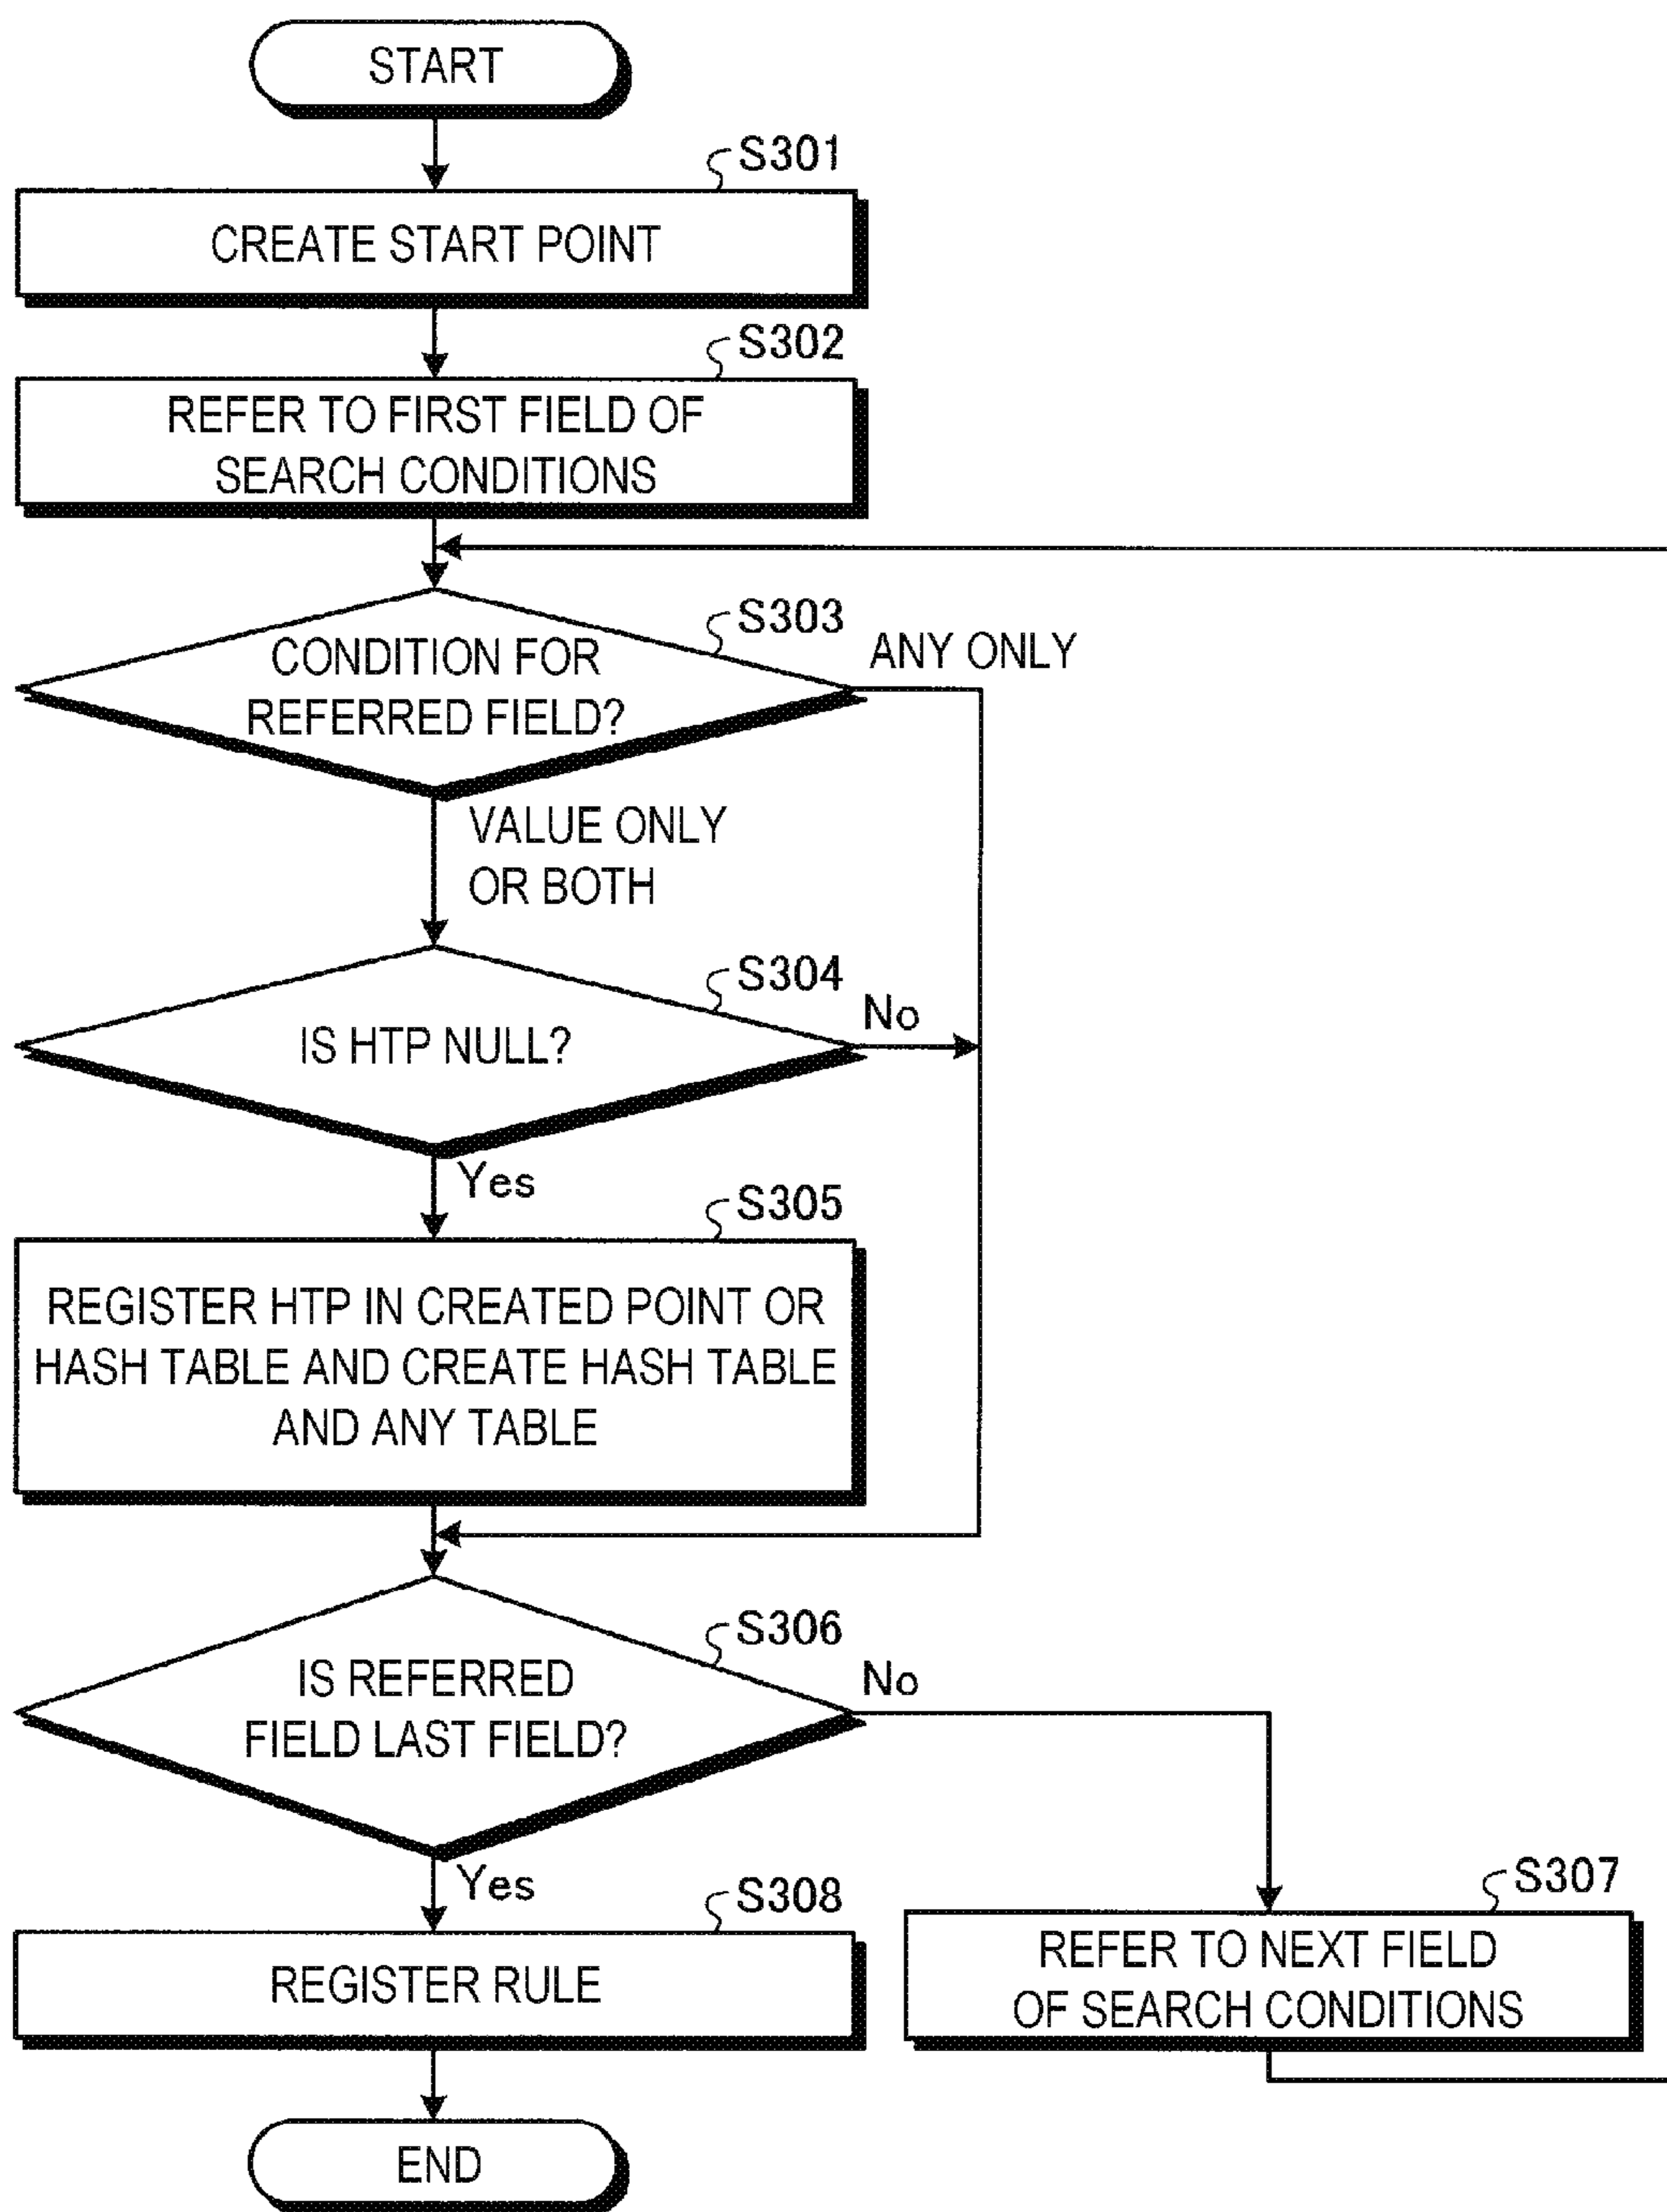 START
S301
CREATE START POINT
S302
REFER TO FIRST FIELD OF
SEARCH CONDITIONS
S303
CONDITION FOR
REFERRED FIELD?
ANY ONLY
VALUE ONLY
OR BOTH
S304
IS HTP NULL?
No
Yes
S305
REGISTER HTP IN CREATED POINT OR
HASH TABLE AND CREATE HASH TABLE
AND ANY TABLE
S306
IS REFERRED
FIELD LAST FIELD?
No
Yes
S308
REGISTER RULE
S307
REFER TO NEXT FIELD
OF SEARCH CONDITIONS
END